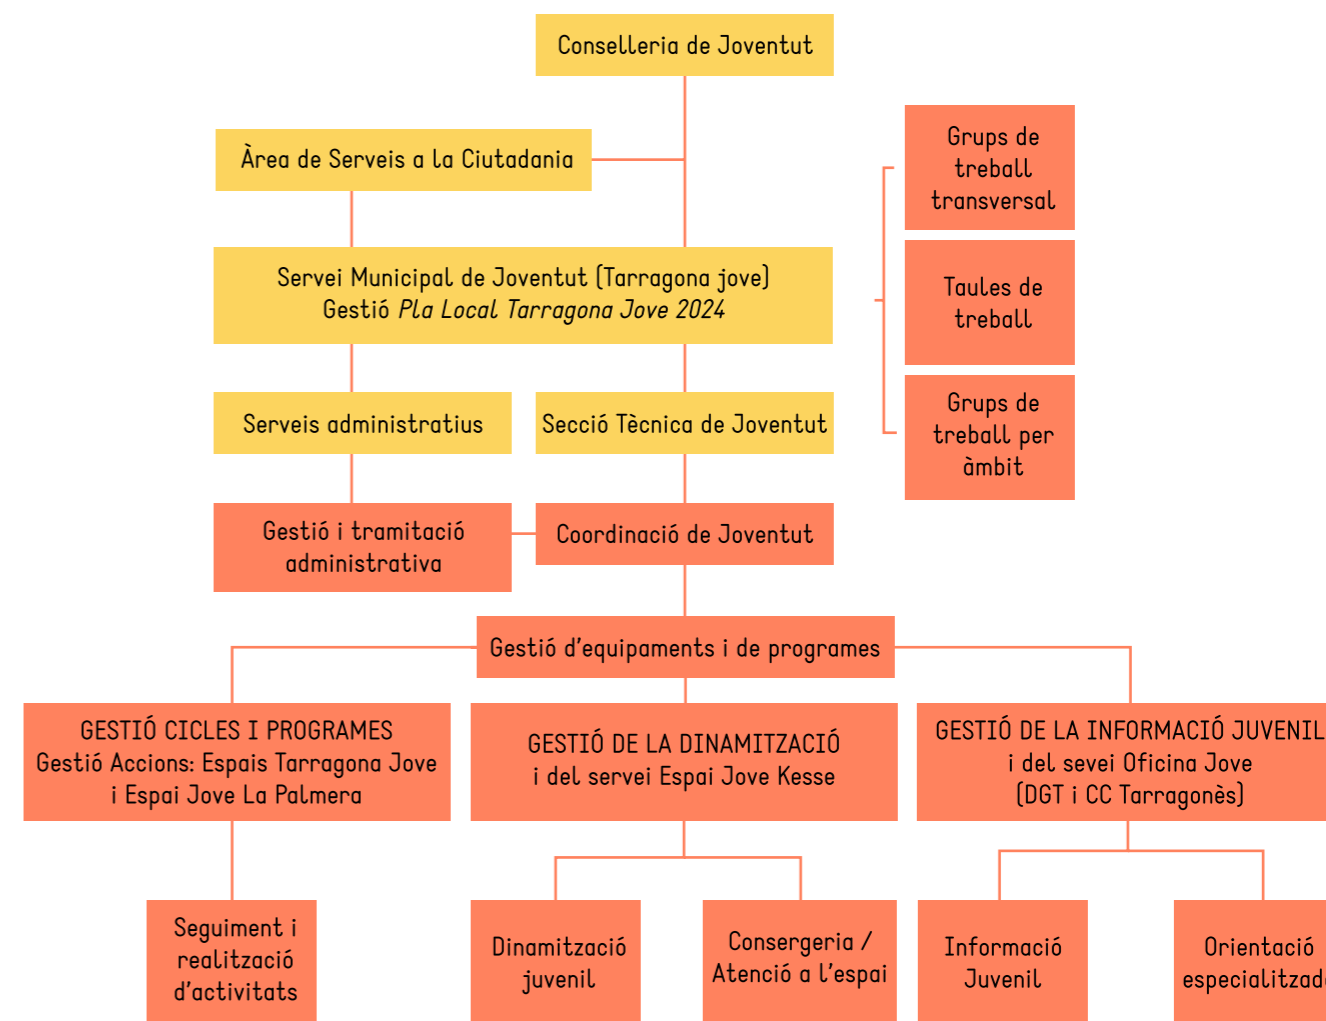 Conselleria de Joventut
Àrea de Serveis a la Ciutadania
Grups de
treball
transversal
Servei Municipal de Joventut (Tarragona jove)
Gestió Pla Local Tarragona Jove 2024
Taules de
treball
Serveis administratius
Secció Tècnica de Joventut
Grups de
treball per
àmbit
Gestió i tramitació
administrativa
Coordinació de Joventut
Gestió d'equipaments i de programes
GESTIÓ CICLES I PROGRAMES
Gestió Accions: Espais Tarragona Jove
i Espai Jove La Palmera
GESTIÓ DE LA DINAMITZACIÓ
i del servei Espai Jove Kesse
GESTIÓ DE LA INFORMACIÓ JUVENIL
i del sevei Oficina Jove
(DGT i CC Tarragonès)
Seguiment i
realització
d'activitats
Dinamització
juvenil
Consergeria /
Atenció a l'espai
Informació
Juvenil
Orientació